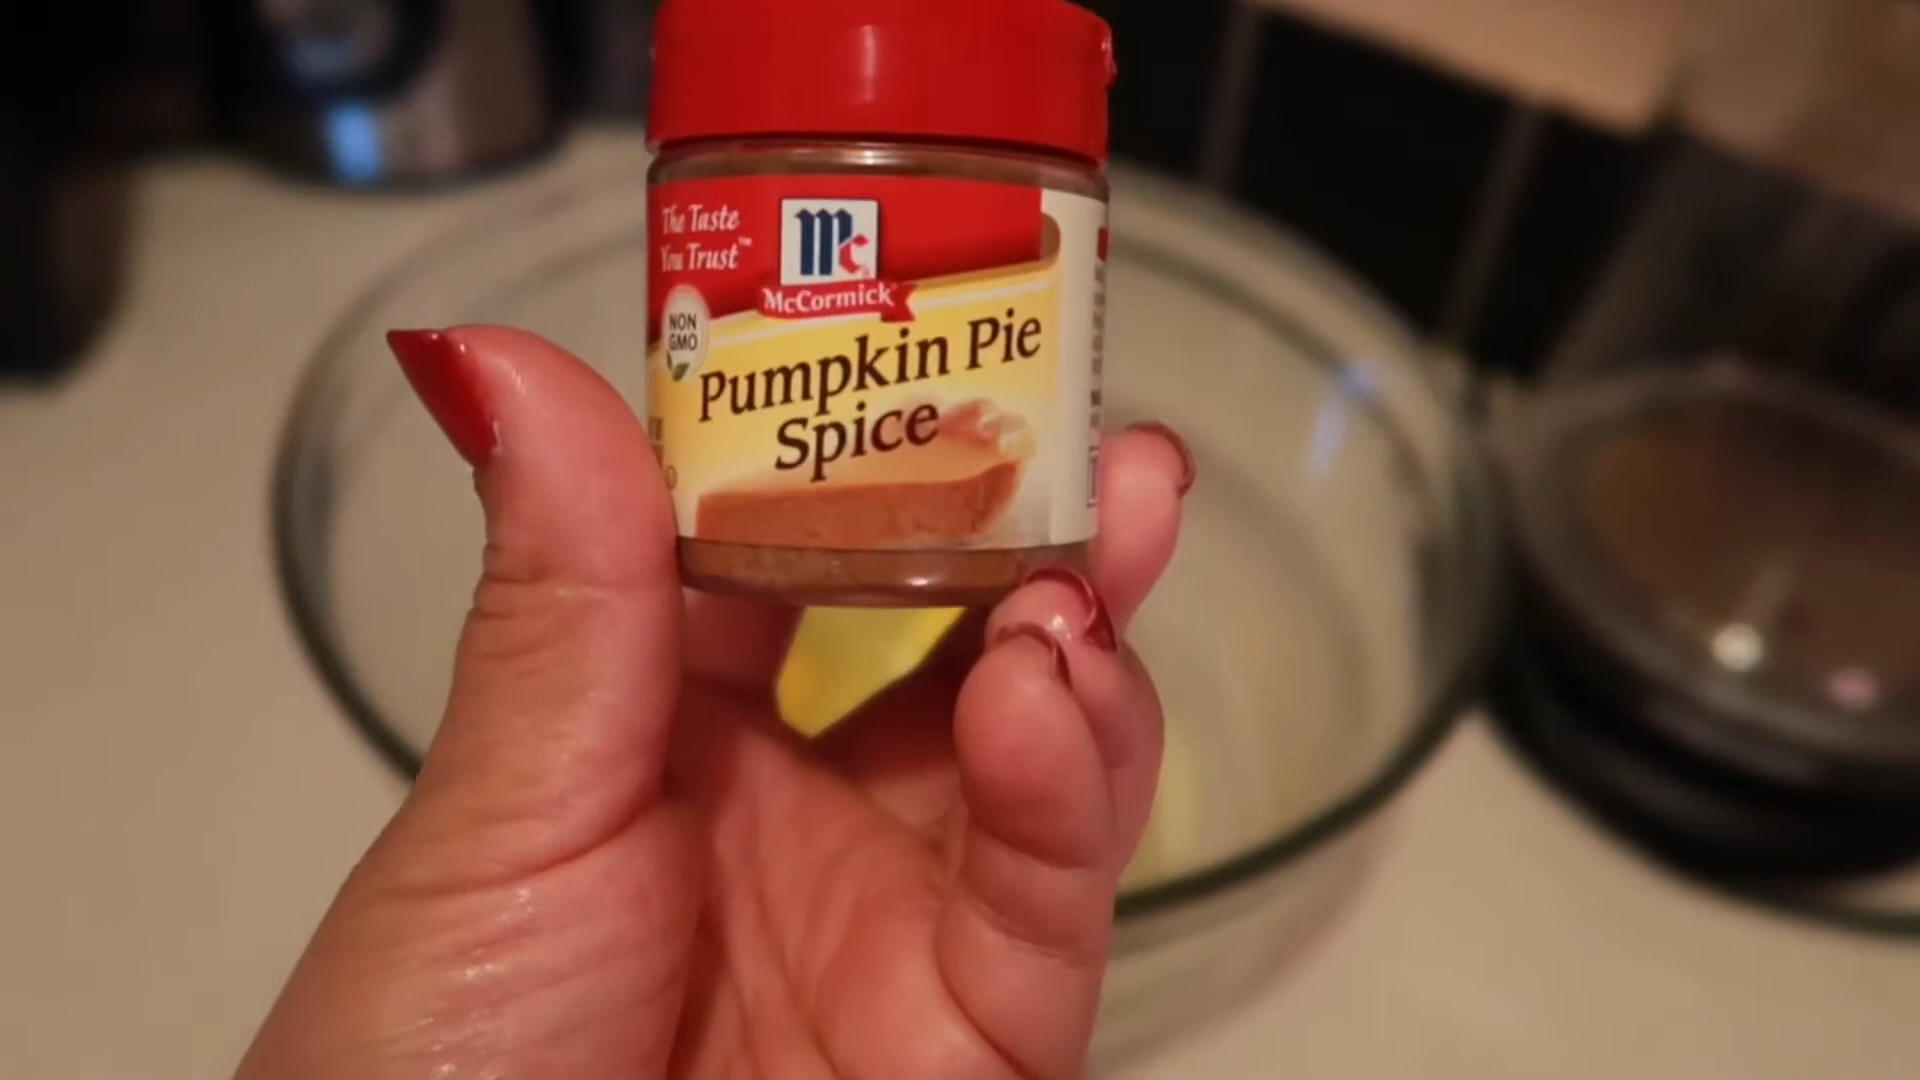 The Taste
You Trust™
Mc
McCormick
NON
GMO
Pumpkin Pie
Spice